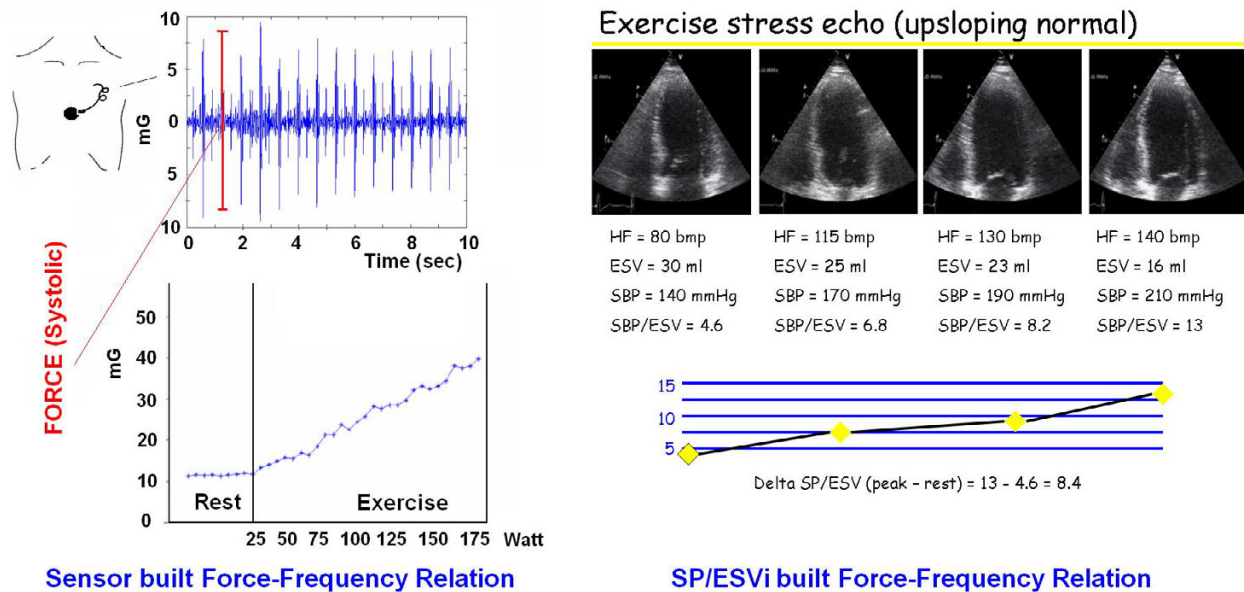 10
5
0
5
10
mG
0 2 4 6 8 10
Time (sec)
FORCE (Systolic)
50
40
30
20
10
0
mG
Rest Exercise
25 50 75 100 125 150 175 Watt
Sensor built Force-Frequency Relation
Exercise stress echo (upsloping normal)
V V V V
HF = 80 bmp
ESV = 30 ml
SBP = 140 mmHg
SBP/ESV = 4.6
HF = 115 bmp
ESV = 25 ml
SBP = 170 mmHg
SBP/ESV = 6.8
HF = 130 bmp
ESV = 23 ml
SBP = 190 mmHg
SBP/ESV = 8.2
HF = 140 bmp
ESV = 16 ml
SBP = 210 mmHg
SBP/ESV = 13
15
10
5
Delta SP/ESV (peak – rest) = 13 - 4.6 = 8.4
SP/ESVi built Force-Frequency Relation